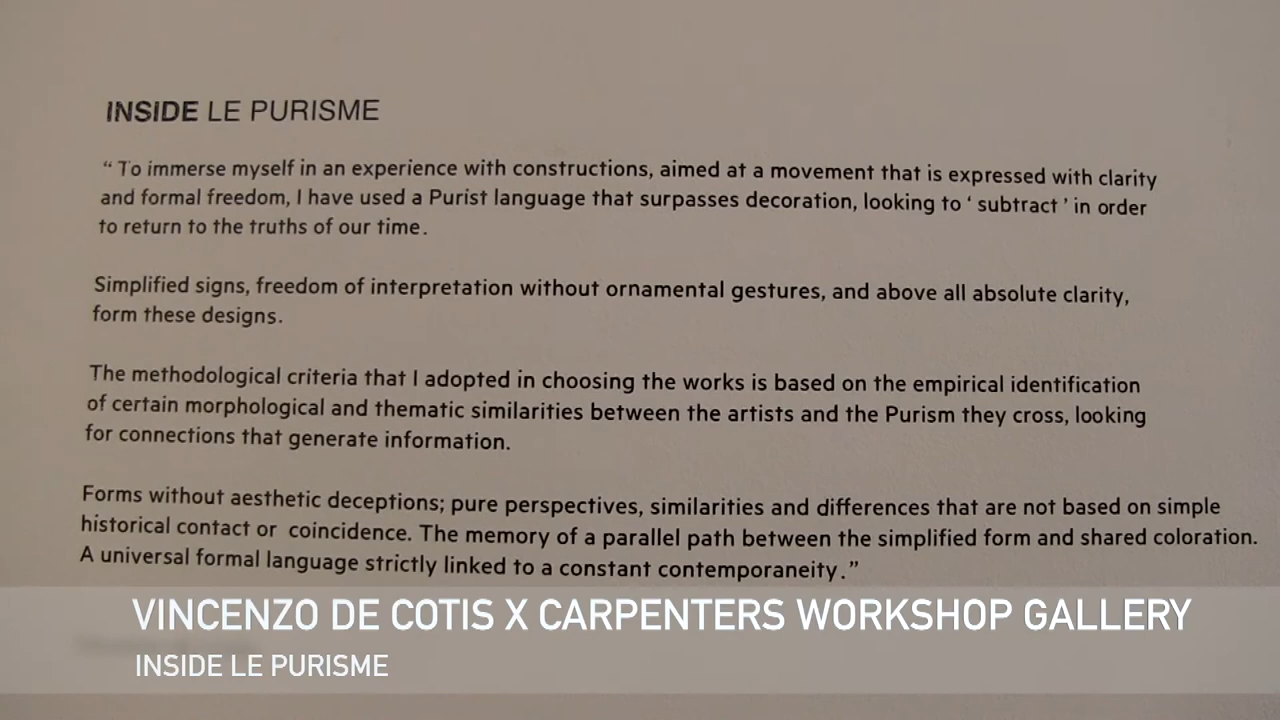 INSIDE LE PURISME
“ To immerse myself in an experience with constructions, aimed at a movement that is expressed with clarity
and formal freedom, I have used a Purist language that surpasses decoration, looking to ‘ subtract ’ in order
to return to the truths of our time.
Simplified signs, freedom of interpretation without ornamental gestures, and above all absolute clarity,
form these designs.
The methodological criteria that I adopted in choosing the works is based on the empirical identification
of certain morphological and thematic similarities between the artists and the Purism they cross, looking
for connections that generate information.
Forms without aesthetic deceptions; pure perspectives, similarities and differences that are not based on simple
historical contact or coincidence. The memory of a parallel path between the simplified form and shared coloration.
A universal formal language strictly linked to a constant contemporaneity.”
VINCENZO DE COTIS X CARPENTERS WORKSHOP GALLERY
INSIDE LE PURISME